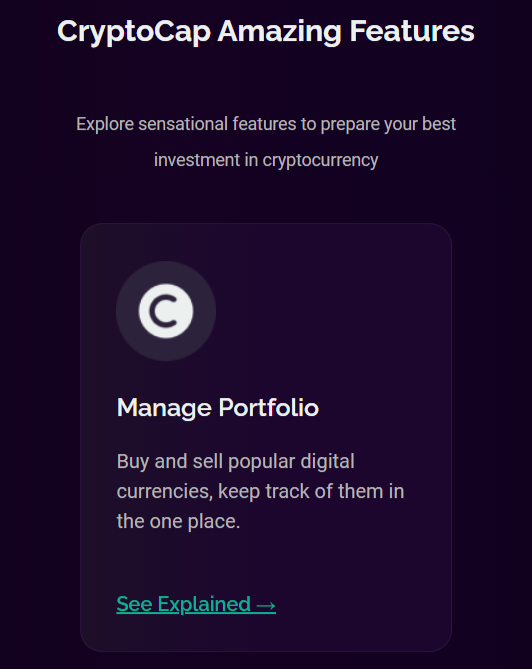 CryptoCap Amazing Features
Explore sensational features to prepare your best
investment in cryptocurrency
C
Manage Portfolio
Buy and sell popular digital
currencies, keep track of them in
the one place.
See Explained →